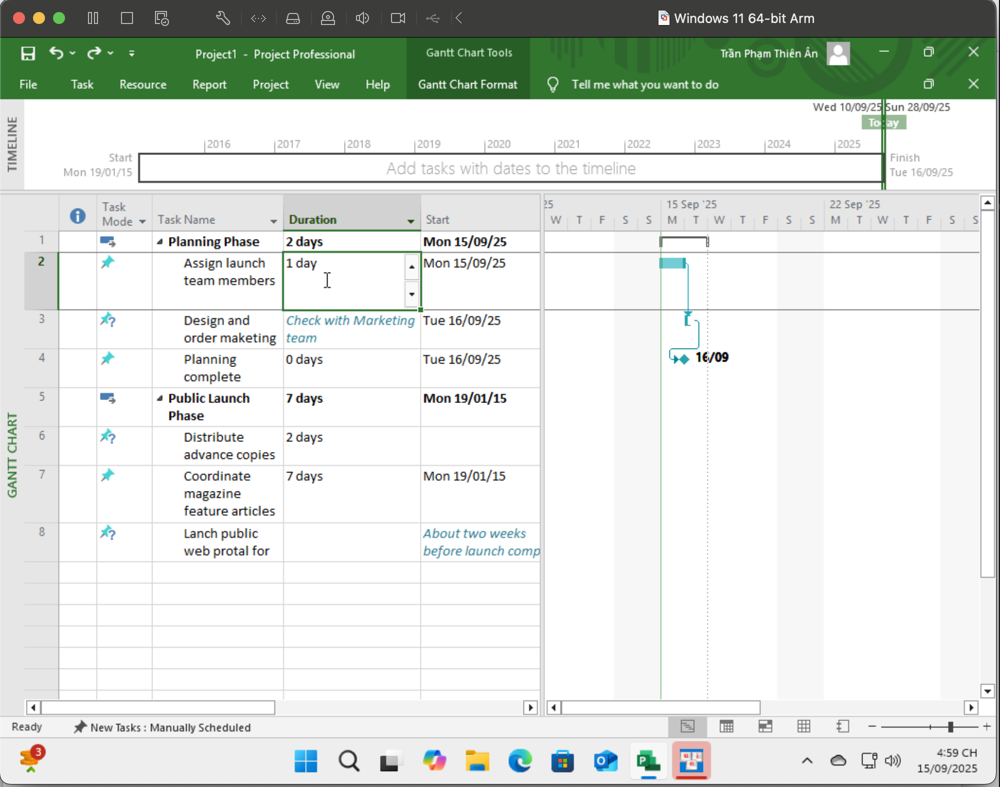 Windows 11 64-bit Arm
Project1 - Project Professional
Gantt Chart Tools
Trần Phạm Thiên Ân
File Task Resource Report Project View Help Gantt Chart Format Tell me what you want to do
TIMELINE
Wed 10/09/25 Sun 28/09/25
Today
2016 2017 2018 2019 2020 2021 2022 2023 2024 2025
Start
Mon 19/01/15
Add tasks with dates to the timeline
Finish
Tue 16/09/25
GANTT CHART
Task Mode Task Name Duration Start
25 15 Sep '25 22 Sep '25
W T F S S M T W T F S S M T W T F S S
1 Planning Phase 2 days Mon 15/09/25
2 Assign launch 1 day Mon 15/09/25
team members
3 Design and Check with Marketing Tue 16/09/25
order maketing team
4 Planning 0 days Tue 16/09/25
complete
16/09
5 Public Launch 7 days Mon 19/01/15
Phase
6 Distribute 2 days
advance copies
7 Coordinate 7 days Mon 19/01/15
magazine
feature articles
8 Lanch public About two weeks
web protal for before launch comp
Ready New Tasks : Manually Scheduled
3
4:59 CH
15/09/2025